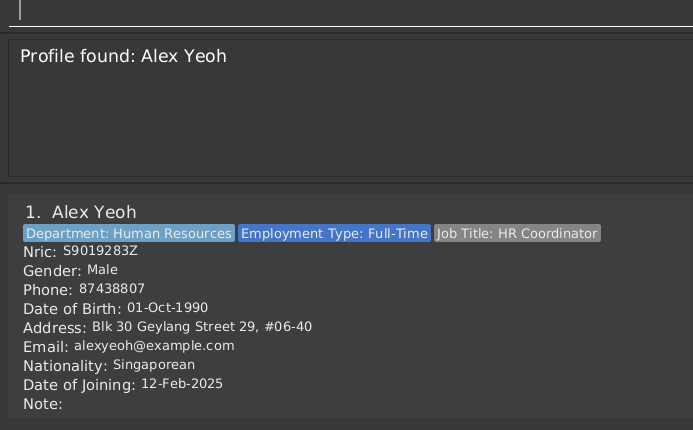 Profile found: Alex Yeoh
1. Alex Yeoh
Department: Human Resources Employment Type: Full-Time Job Title: HR Coordinator
Nric: S9019283Z
Gender: Male
Phone: 87438807
Date of Birth: 01-Oct-1990
Address: Blk 30 Geylang Street 29, #06-40
Email: alexyeoh@example.com
Nationality: Singaporean
Date of Joining: 12-Feb-2025
Note: